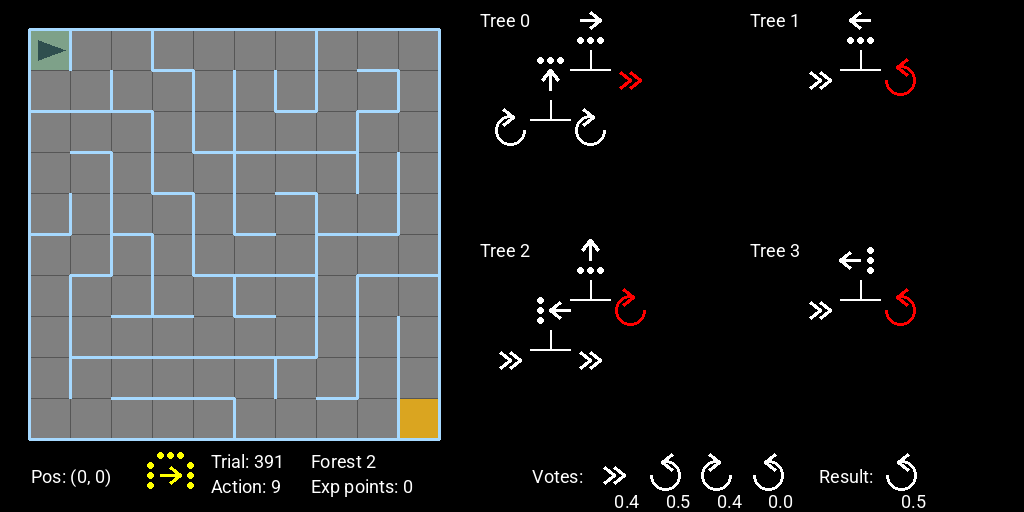 Tree 0
Tree 1
Tree 2
Tree 3
Pos: (0, 0)
Trial: 391
Forest 2
Action: 9
Exp points: 0
Votes:
0.4
0.5
0.4
0.0
Result:
0.5